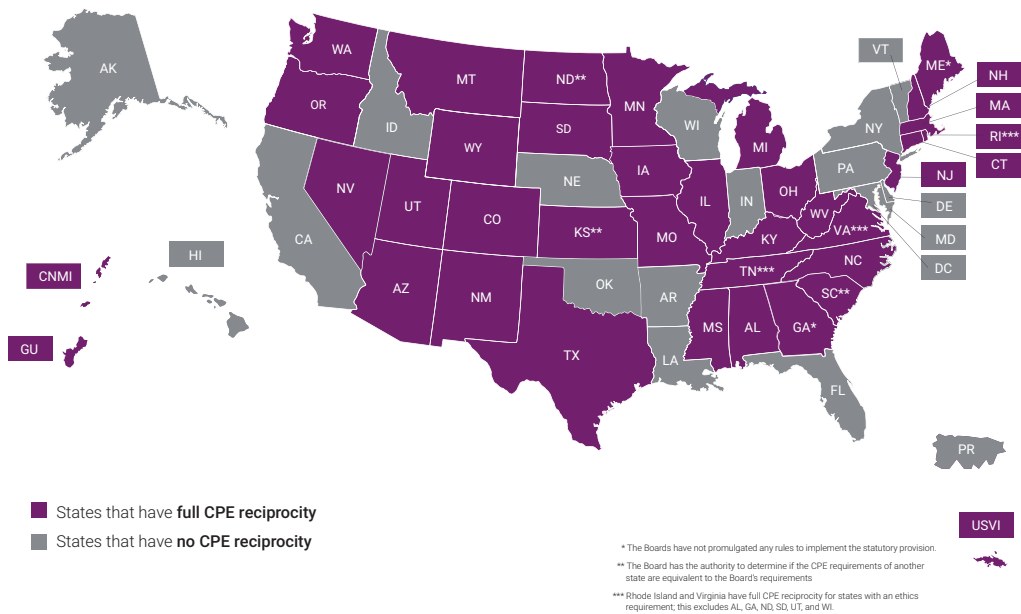 AK
WA
MT
ND**
MN
VT
ME*
NH
MA
RI***
CT
OR
ID
WY
SD
WI
MI
NY
PA
NJ
DE
MD
DC
NV
UT
CO
NE
IA
IL
IN
OH
WV
VA***
CA
KS**
MO
KY
HI
CNMI
GU
AZ
NM
OK
AR
TN***
NC
SC**
TX
LA
MS
AL
GA*
FL
PR
USVI
States that have full CPE reciprocity
States that have no CPE reciprocity
* The Boards have not promulgated any rules to implement the statutory provision.
** The Board has the authority to determine if the CPE requirements of another
state are equivalent to the Board's requirements
*** Rhode Island and Virginia have full CPE reciprocity for states with an ethics
requirement; this excludes AL, GA, ND, SD, UT, and WI.